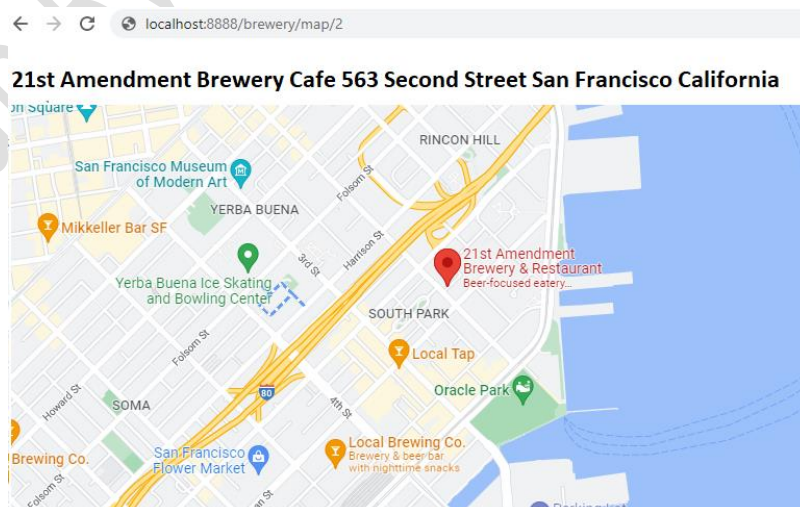 localhost:8888/brewery/map/2
21st Amendment Brewery Cafe 563 Second Street San Francisco California
on Square
RINCON HILL
San Francisco Museum
of Modern Art
Folsom St
YERBA BUENA
Mikkeller Bar SF
3rd St
Harrison St
21st Amendment
Brewery & Restaurant
Beer-focused eatery...
Yerba Buena Ice Skating
and Bowling Center
SOUTH PARK
Folsom St
Local Tap
80
Oracle Park
Howard St
SOMA
4th St
Brewing Co.
San Francisco
Flower Market
Local Brewing Co.
Brewery & beer bar
with nighttime snacks
Folsom St
an St